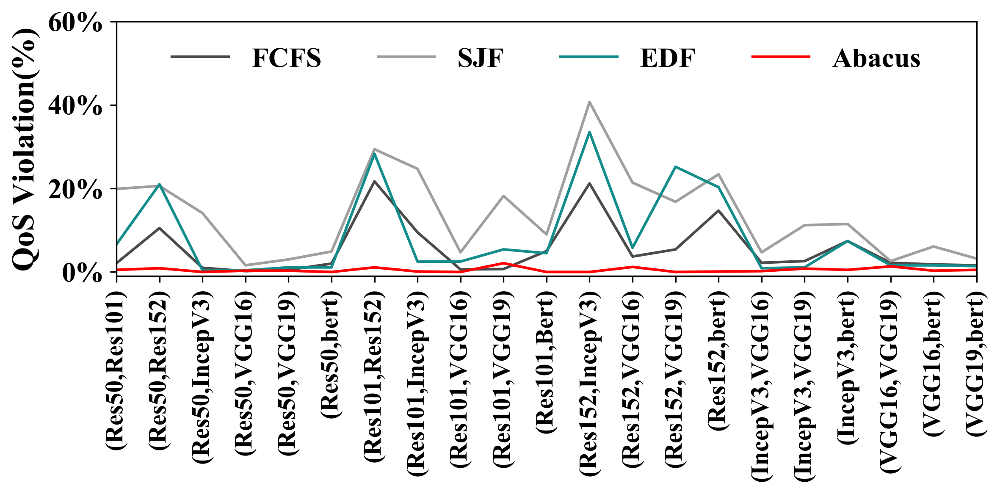 QoS Violation(%)
60%
40%
20%
0%
FCFS
SJF
EDF
Abacus
(Res50,Res101)
(Res50,Res152)
(Res50,IncepV3)
(Res50,VGG16)
(Res50,VGG19)
(Res50,bert)
(Res101,Res152)
(Res101,IncepV3)
(Res101,VGG16)
(Res101,VGG19)
(Res101,Bert)
(Res152,IncepV3)
(Res152,VGG16)
(Res152,VGG19)
(Res152,bert)
(IncepV3,VGG16)
(IncepV3,VGG19)
(IncepV3,bert)
(VGG16,VGG19)
(VGG16,bert)
(VGG19,bert)